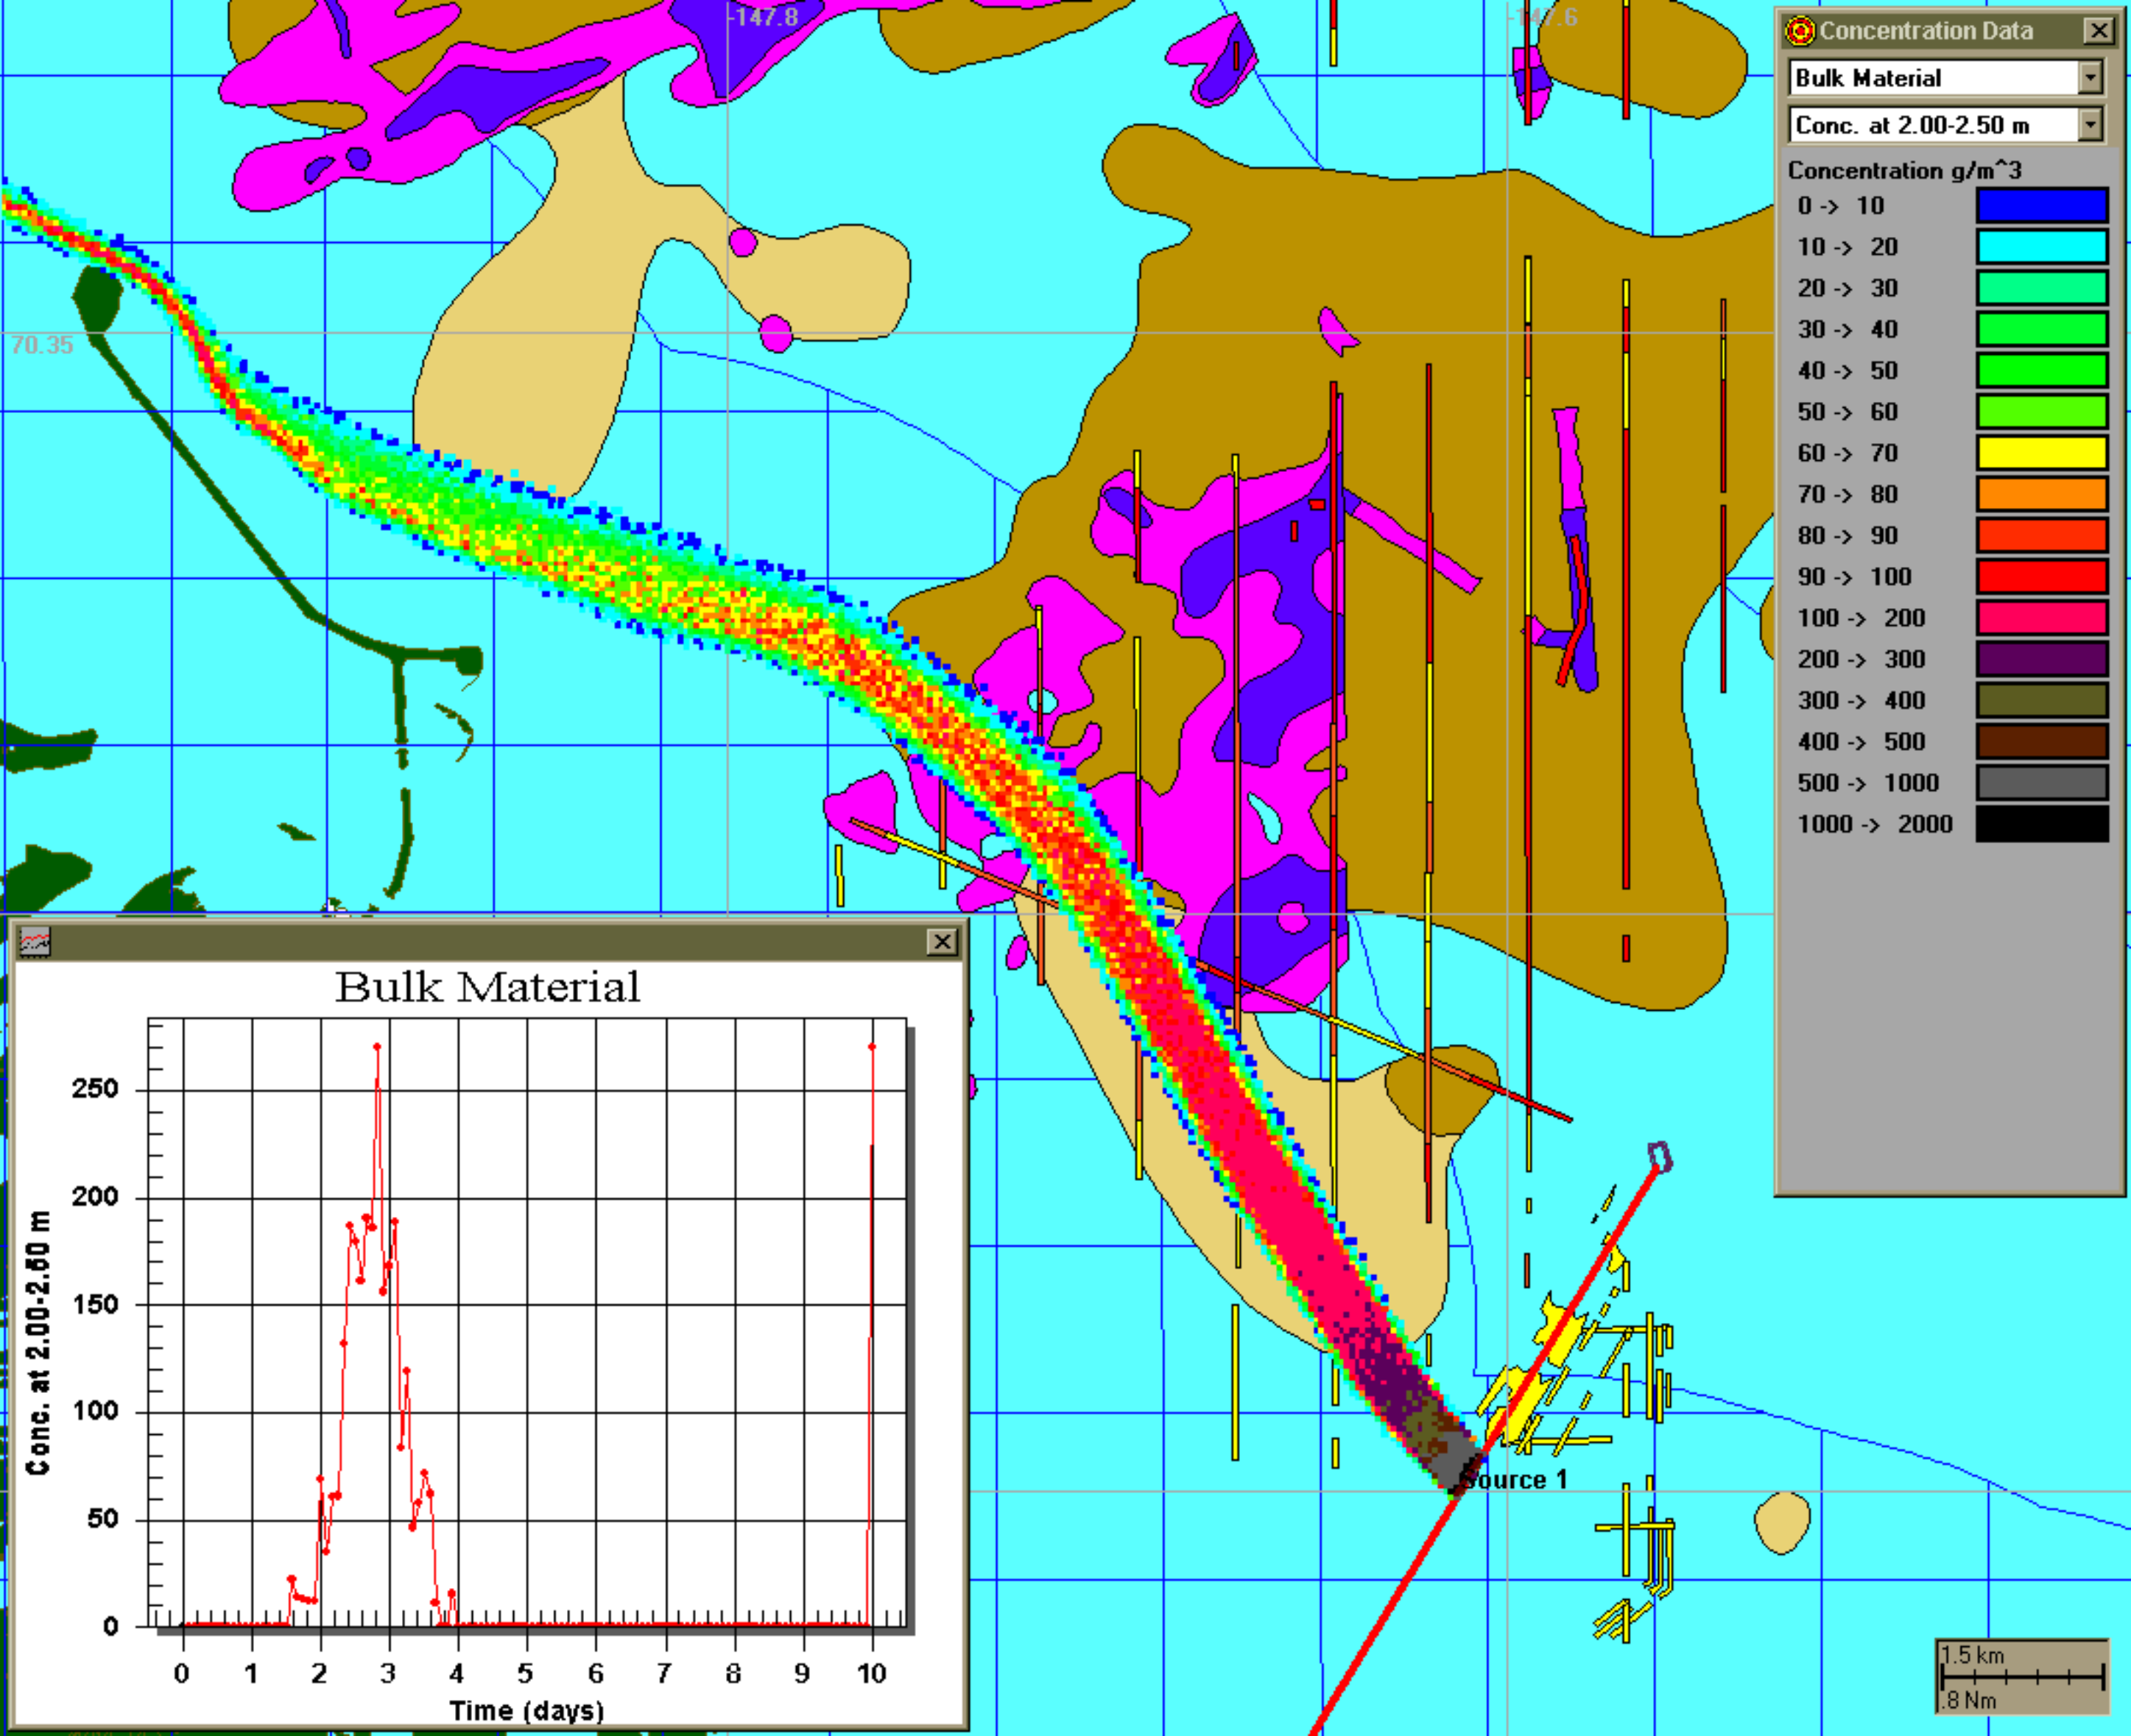 -147.8
-147.6
70.35
Concentration Data
Bulk Material
Conc. at 2.00-2.50 m
Concentration g/m^3
0 -> 10
10 -> 20
20 -> 30
30 -> 40
40 -> 50
50 -> 60
60 -> 70
70 -> 80
80 -> 90
90 -> 100
100 -> 200
200 -> 300
300 -> 400
400 -> 500
500 -> 1000
1000 -> 2000
Bulk Material
Conc. at 2.00-2.50 m
250
200
150
100
50
0
0 1 2 3 4 5 6 7 8 9 10
Time (days)
Source 1
1.5 km
.8 Nm